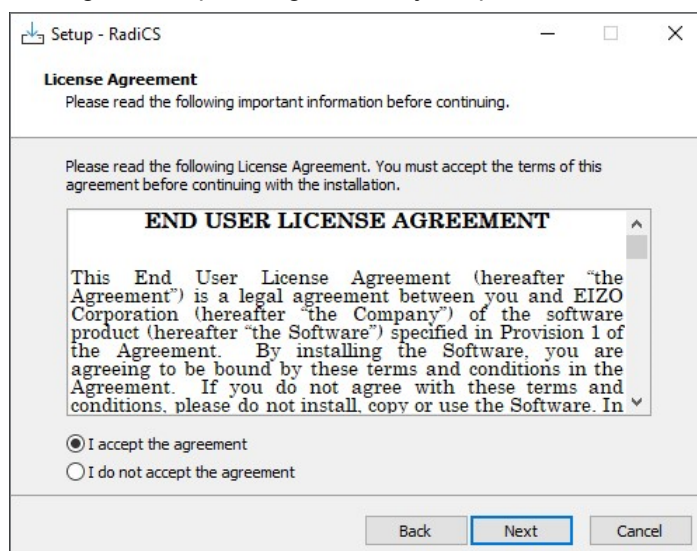 Setup - RadiCS
License Agreement
Please read the following important information before continuing.
Please read the following License Agreement. You must accept the terms of this
agreement before continuing with the installation.
END USER LICENSE AGREEMENT
This End User License Agreement (hereafter “the
Agreement”) is a legal agreement between you and EIZO
Corporation (hereafter “the Company”) of the software
product (hereafter “the Software”) specified in Provision 1 of
the Agreement. By installing the Software, you are
agreeing to be bound by these terms and conditions in the
Agreement. If you do not agree with these terms and
conditions, please do not install, copy or use the Software. In
I accept the agreement
I do not accept the agreement
Back Next Cancel